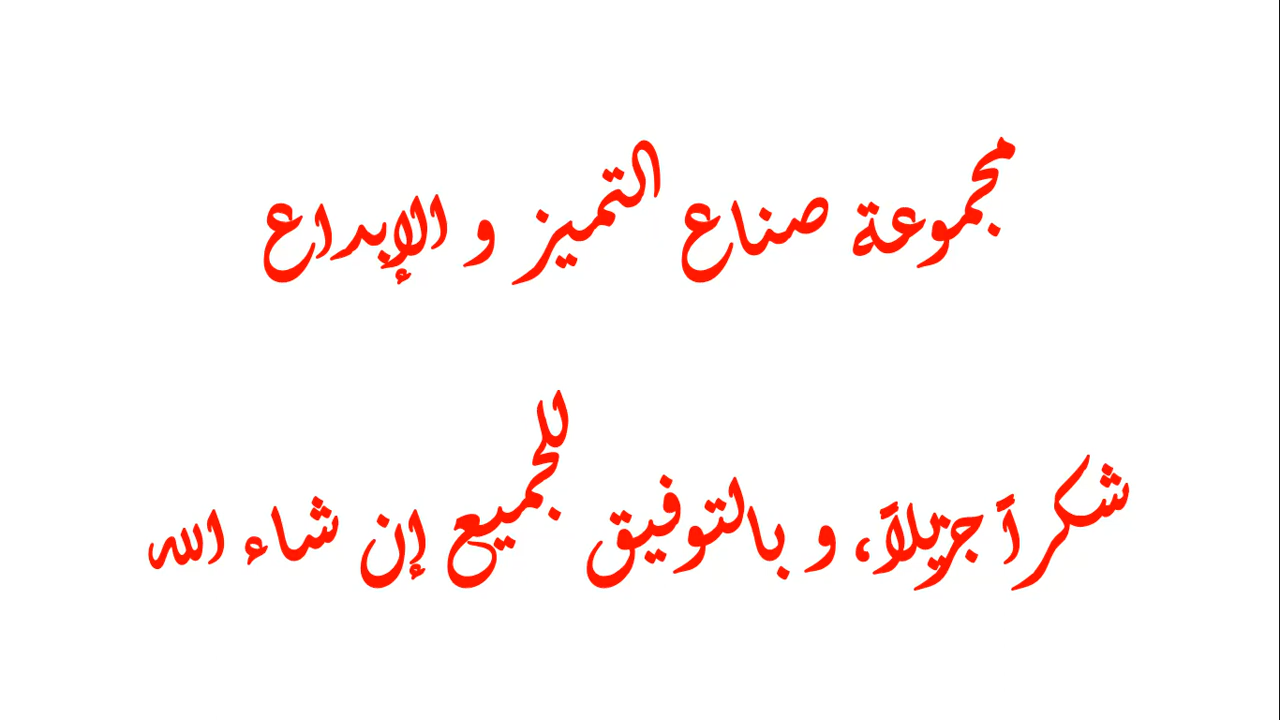 مجموعة صناع التميز و الإبداع
شكراً جزيلاً، و بالتوفيق للجميع إن شاء الله